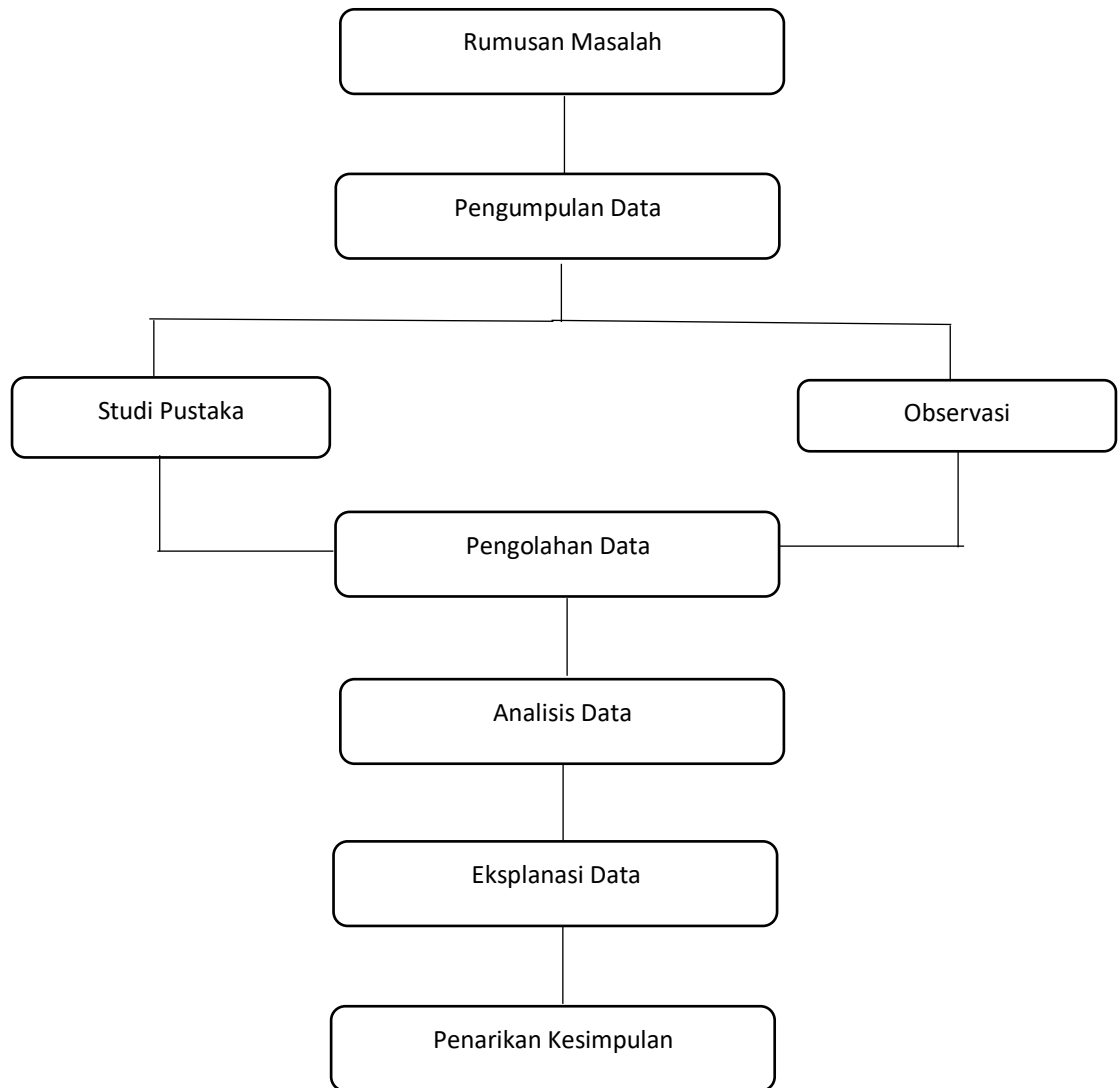 Rumusan Masalah
Pengumpulan Data
Studi Pustaka
Observasi
Pengolahan Data
Analisis Data
Eksplanasi Data
Penarikan Kesimpulan